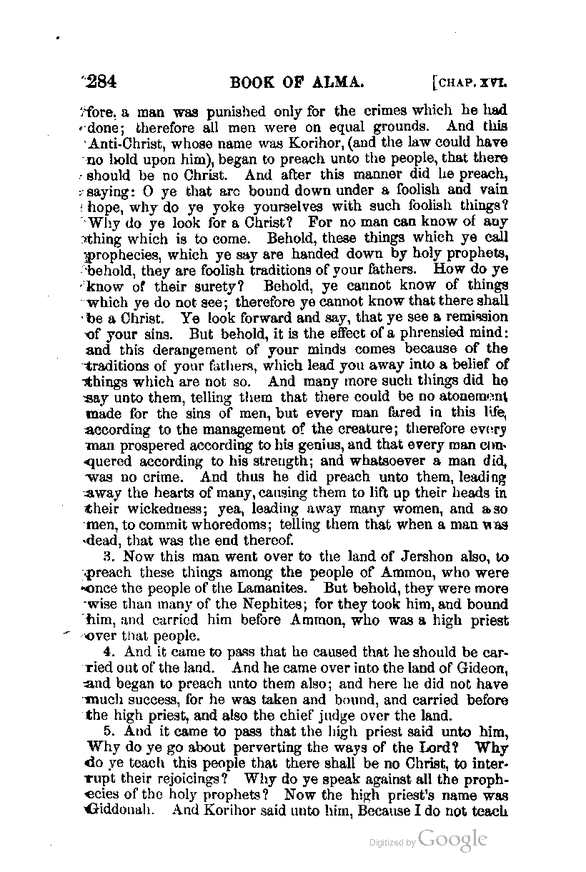 284 BOOK OF ALMA. [CHAP. XVI.
fore, a man was punished only for the crimes which he had
done; therefore all men were on equal grounds. And this
Anti-Christ, whose name was Korihor, (and the law could have
no hold upon him), began to preach unto the people, that there
should be no Christ. And after this manner did he preach,
saying: O ye that are bound down under a foolish and vain
hope, why do ye yoke yourselves with such foolish things?
Why do ye look for a Christ? For no man can know of any
thing which is to come. Behold, these things which ye call
prophecies, which ye say are handed down by holy prophets,
behold, they are foolish traditions of your fathers. How do ye
know of their surety? Behold, ye cannot know of things
which ye do not see; therefore ye cannot know that there shall
be a Christ. Ye look forward and say, that ye see a remission
of your sins. But behold, it is the effect of a phrensied mind:
and this derangement of your minds comes because of the
traditions of your fathers, which lead you away into a belief of
things which are not so. And many more such things did he
say unto them, telling them that there could be no atonement
made for the sins of men, but every man fared in this life,
according to the management of the creature; therefore every
man prospered according to his genius, and that every man con-
quered according to his strength; and whatsoever a man did,
was no crime. And thus he did preach unto them, leading
away the hearts of many, causing them to lift up their heads in
their wickedness; yea, leading away many women, and also
men, to commit whoredoms; telling them that when a man was
dead, that was the end thereof.
3. Now this man went over to the land of Jershon also, to
preach these things among the people of Ammon, who were
once the people of the Lamanites. But behold, they were more
wise than many of the Nephites; for they took him, and bound
him, and carried him before Ammon, who was a high priest
over that people.
4. And it came to pass that he caused that he should be car-
ried out of the land. And he came over into the land of Gideon,
and began to preach unto them also; and here he did not have
much success, for he was taken and bound, and carried before
the high priest, and also the chief judge over the land.
5. And it came to pass that the high priest said unto him,
Why do ye go about perverting the ways of the Lord? Why
do ye teach this people that there shall be no Christ, to inter-
rupt their rejoicings? Why do ye speak against all the proph-
ecies of the holy prophets? Now the high priest's name was
Giddonah. And Korihor said unto him, Because I do not teach
Digitized by Google